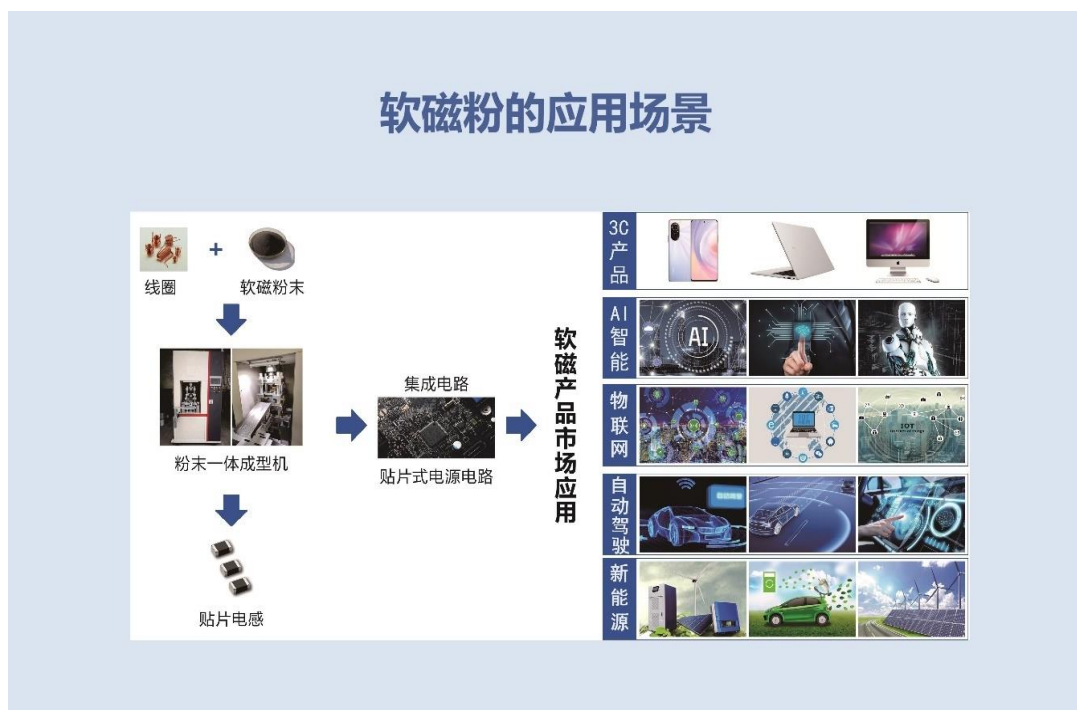 软磁粉的应用场景
线圈
+
软磁粉末
粉末一体成型机
贴片电感
集成电路
贴片式电源电路
软磁产品市场应用
3C产品
AI智能
AI
物联网
IOT
自动驾驶
新能源